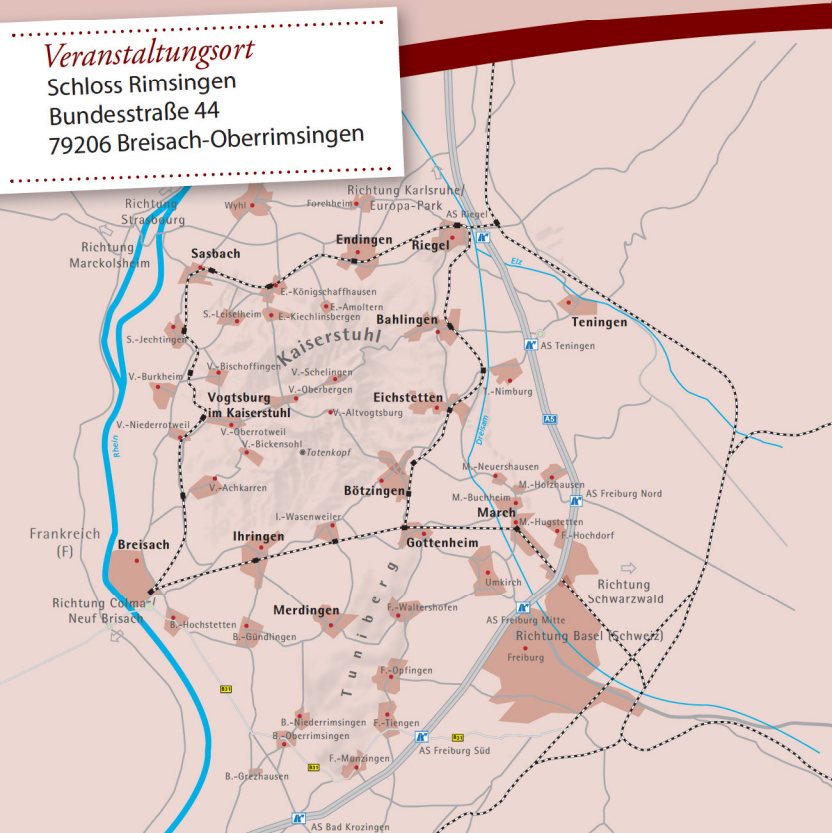 Veranstaltungsort
Schloss Rimsingen
Bundesstraße 44
79206 Breisach-Oberrimsingen
Richtung
Strasbourg
Wyhl
Forchheim
Richtung Karlsruhe/
Europa-Park
AS Riegel
Richtung
Marckolsheim
Sasbach
Endingen
Riegel
Elz
E.-Königschaffhausen
E.-Amoltern
S.-Leiselheim
E.-Kiechlinsbergen
Bahlingen
Teningen
S.-Jechtingen
Kaiserstuhl
AS Teningen
V.-Bischoffingen
V.-Schelingen
V.-Burkheim
V.-Oberbergen
T.-Nimburg
Vogtsburg
im Kaiserstuhl
Eichstetten
V.-Altvogtsburg
A5
V.-Niederrotweil
V.-Oberrotweil
Dreisam
Rhein
V.-Bickensohl
Totenkopf
M.-Neuershausen
V.-Achkarren
Bötzingen
M.-Holzhausen
M.-Buchheim
AS Freiburg Nord
March
I.-Wasenweiler
M.-Hugstetten
Frankreich
(F)
Breisach
Ihringen
Gottenheim
F.-Hochdorf
Umkirch
Richtung
Schwarzwald
Richtung Colmar/
Neuf Brisach
Merdingen
F.-Waltershofen
AS Freiburg Mitte
B.-Hochstetten
B.-Gündlingen
Richtung Basel (Schweiz)
Tuniberg
Freiburg
F.-Opfingen
B31
B.-Niederrimsingen
F.-Tiengen
B.-Oberrimsingen
B31
AS Freiburg Süd
F.-Munzingen
B31
B.-Grezhausen
AS Bad Krozingen